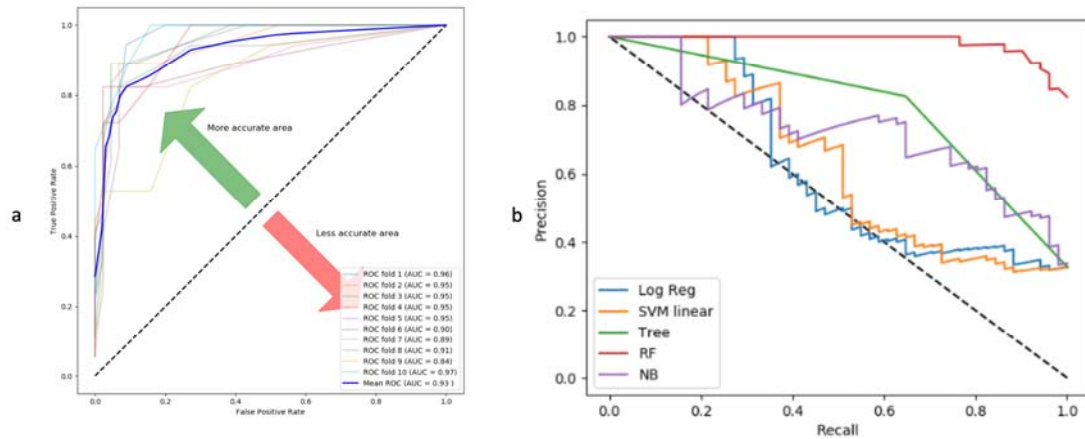 a
True Positive Rate
1.0
0.8
0.6
0.4
0.2
0.0
More accurate area
Less accurate area
ROC fold 1 (AUC = 0.96)
ROC fold 2 (AUC = 0.95)
ROC fold 3 (AUC = 0.95)
ROC fold 4 (AUC = 0.95)
ROC fold 5 (AUC = 0.95)
ROC fold 6 (AUC = 0.90)
ROC fold 7 (AUC = 0.89)
ROC fold 8 (AUC = 0.91)
ROC fold 9 (AUC = 0.84)
ROC fold 10 (AUC = 0.97)
Mean ROC (AUC = 0.93 )
0.0 0.2 0.4 0.6 0.8 1.0
False Positive Rate
b
Precision
1.0
0.8
0.6
0.4
0.2
0.0
Log Reg
SVM linear
Tree
RF
NB
0.0 0.2 0.4 0.6 0.8 1.0
Recall